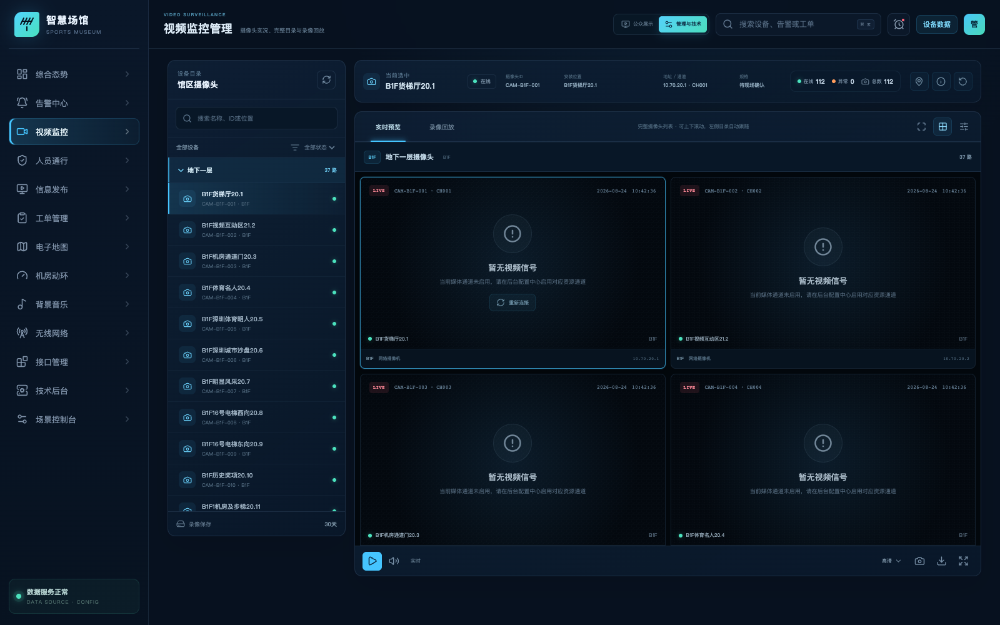 智慧场馆
SPORTS MUSEUM
综合态势
告警中心
视频监控
人员通行
信息发布
工单管理
电子地图
机房动环
背景音乐
无线网络
接口管理
技术后台
场景控制台
数据服务正常
DATA SOURCE · CONFIG
VIDEO SURVEILLANCE
视频监控管理 摄像头实况、完整目录与录像回放
公众展示 管理与技术
搜索设备、告警或工单 ⌘ K
设备数据
管
设备目录
馆区摄像头
搜索名称、ID或位置
全部设备 全部状态
地下一层 37 路
B1F货梯厅20.1
CAM-B1F-001 · B1F
B1F视频互动区21.2
CAM-B1F-002 · B1F
B1F机房通道门20.3
CAM-B1F-003 · B1F
B1F体育名人20.4
CAM-B1F-004 · B1F
B1F深圳体育明人20.5
CAM-B1F-005 · B1F
B1F深圳城市沙盘20.6
CAM-B1F-006 · B1F
B1F明显风采20.7
CAM-B1F-007 · B1F
B1F16号电梯西向20.8
CAM-B1F-008 · B1F
B1F16号电梯东向20.9
CAM-B1F-009 · B1F
B1F历史奖项20.10
CAM-B1F-010 · B1F
B1F1机房及步梯20.11
录像保存 30天
当前选中
B1F货梯厅20.1
在线
摄像头ID
CAM-B1F-001
安装位置
B1F货梯厅20.1
地址 / 通道
10.70.20.1 · CH001
规格
待现场确认
在线 112 异常 0 总数 112
实时预览 录像回放 完整摄像头列表 · 可上下滚动，左侧目录自动跟随
B1F 地下一层摄像头 B1F 37 路
LIVE CAM-B1F-001 · CH001 2026-08-24 10:42:36
暂无视频信号
当前媒体通道未启用，请在后台配置中心启用对应资源通道
重新连接
B1F货梯厅20.1 B1F
B1F 网络摄像机 10.70.20.1
LIVE CAM-B1F-002 · CH002 2026-08-24 10:42:36
暂无视频信号
当前媒体通道未启用，请在后台配置中心启用对应资源通道
B1F视频互动区21.2 B1F
B1F 网络摄像机 10.70.20.2
LIVE CAM-B1F-003 · CH003 2026-08-24 10:42:36
暂无视频信号
当前媒体通道未启用，请在后台配置中心启用对应资源通道
B1F机房通道门20.3 B1F
LIVE CAM-B1F-004 · CH004 2026-08-24 10:42:36
暂无视频信号
当前媒体通道未启用，请在后台配置中心启用对应资源通道
B1F体育名人20.4 B1F
实时 高清